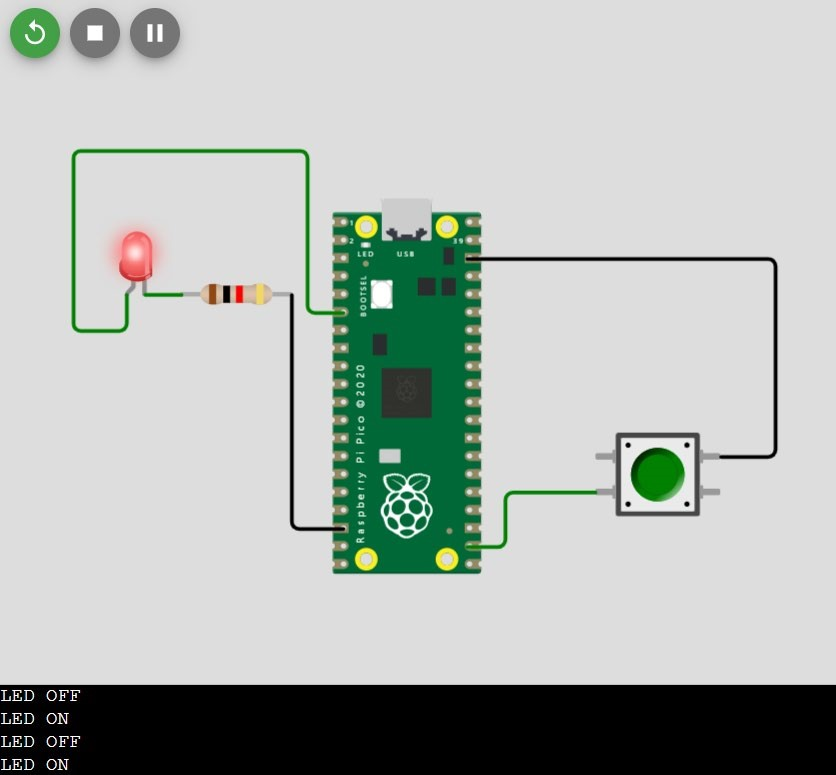 1
2
39
LED
USB
BOOTSEL
Raspberry Pi Pico ©2020
LED OFF
LED ON
LED OFF
LED ON